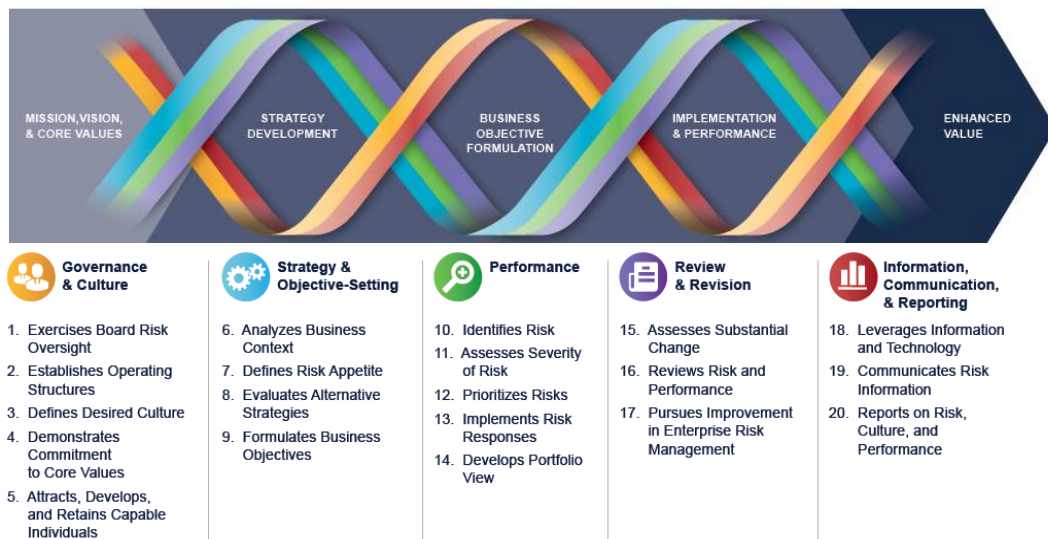 MISSION,VISION,
& CORE VALUES
STRATEGY
DEVELOPMENT
BUSINESS
OBJECTIVE
FORMULATION
IMPLEMENTATION
& PERFORMANCE
ENHANCED
VALUE
Governance
& Culture
1. Exercises Board Risk
Oversight
2. Establishes Operating
Structures
3. Defines Desired Culture
4. Demonstrates
Commitment
to Core Values
5. Attracts, Develops,
and Retains Capable
Individuals
Strategy &
Objective-Setting
6. Analyzes Business
Context
7. Defines Risk Appetite
8. Evaluates Alternative
Strategies
9. Formulates Business
Objectives
Performance
10. Identifies Risk
11. Assesses Severity
of Risk
12. Prioritizes Risks
13. Implements Risk
Responses
14. Develops Portfolio
View
Review
& Revision
15. Assesses Substantial
Change
16. Reviews Risk and
Performance
17. Pursues Improvement
in Enterprise Risk
Management
Information,
Communication,
& Reporting
18. Leverages Information
and Technology
19. Communicates Risk
Information
20. Reports on Risk,
Culture, and
Performance